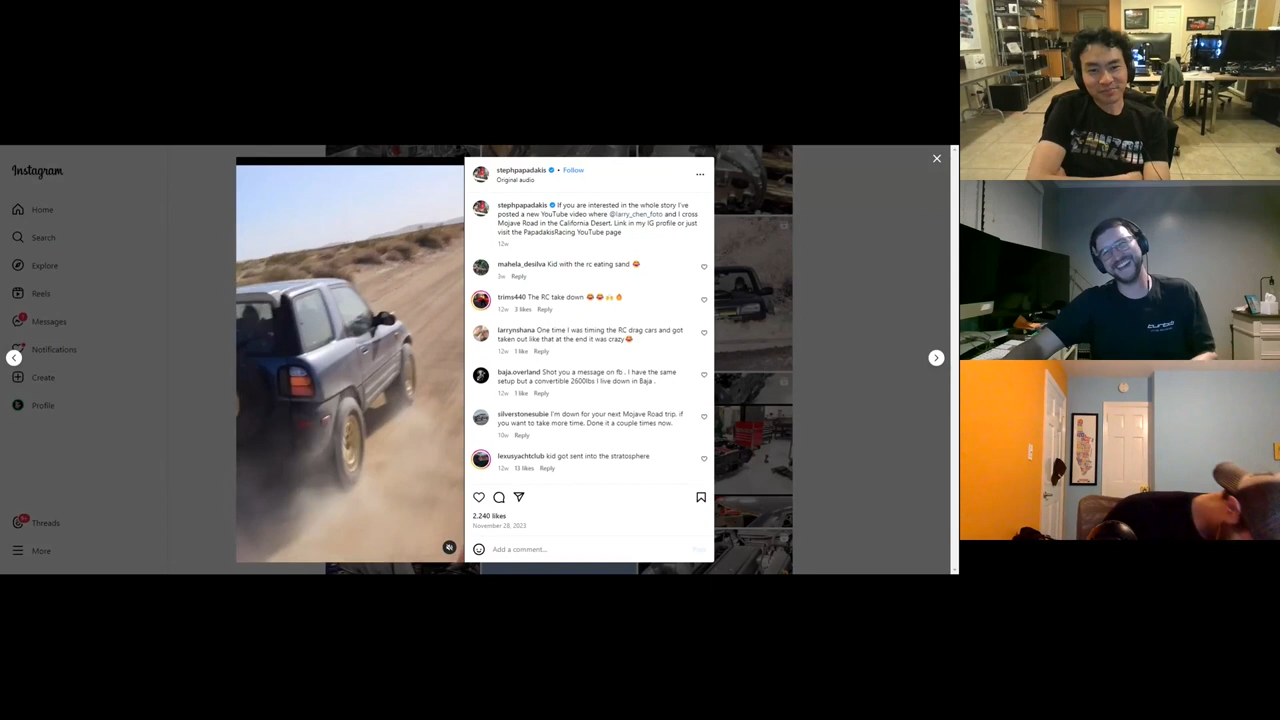 Instagram
Home
Search
Explore
Reels
Messages
Notifications
Create
Profile
Threads
More
stephpapadakis • Follow
Original audio
stephpapadakis If you are interested in the whole story I've
posted a new YouTube video where @larry_chen_foto and I cross
Mojave Road in the California Desert. Link in my IG profile or just
visit the PapadakisRacing YouTube page
12w
mahela_desilva Kid with the rc eating sand 😂
3w Reply
trims440 The RC take down 😂 😂 🙌 🔥
12w 3 likes Reply
larrynshana One time I was timing the RC drag cars and got
taken out like that at the end it was crazy😂
12w 1 like Reply
baja.overland Shot you a message on fb . I have the same
setup but a convertible 2600lbs I live down in Baja .
12w 1 like Reply
silverstonesubie I'm down for your next Mojave Road trip. if
you want to take more time. Done it a couple times now.
10w Reply
lexusyachtclub kid got sent into the stratosphere
12w 13 likes Reply
2,240 likes
November 28, 2023
Add a comment...
Post
turbo